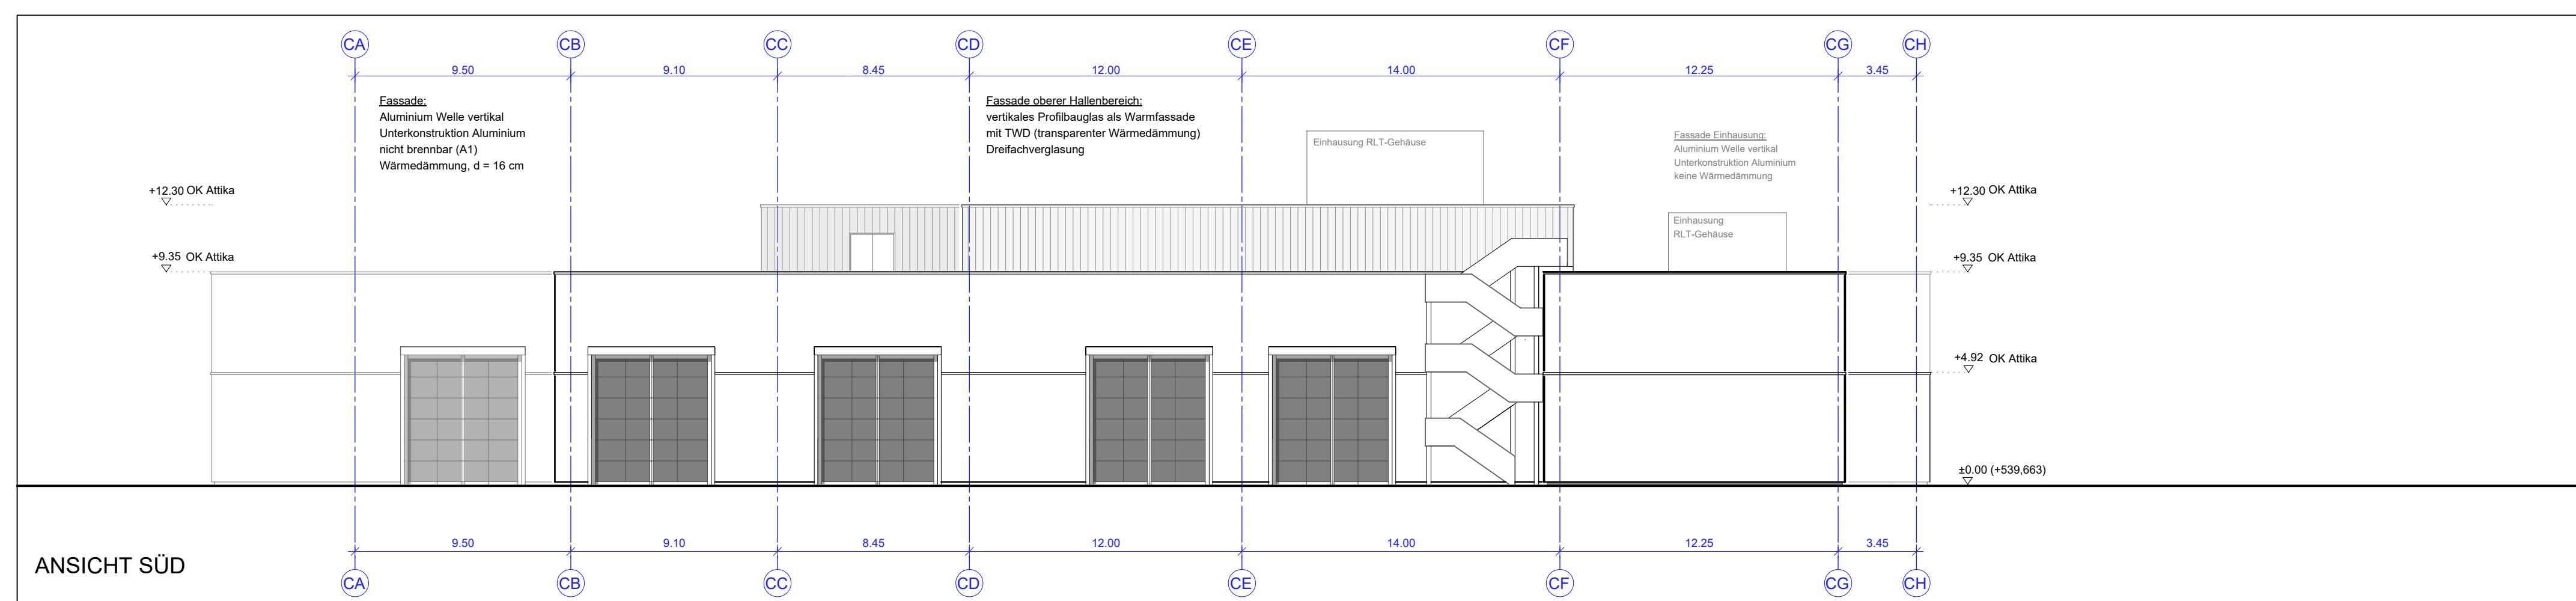 CA CB CC CD CE CF CG CH
9.50 9.10 8.45 12.00 14.00 12.25 3.45
Fassade:
Aluminium Welle vertikal
Unterkonstruktion Aluminium
nicht brennbar (A1)
Wärmedämmung, d = 16 cm
Fassade oberer Hallenbereich:
vertikales Profilbauglas als Warmfassade
mit TWD (transparenter Wärmedämmung)
Dreifachverglasung
Einhausung RLT-Gehäuse
Fassade Einhausung:
Aluminium Welle vertikal
Unterkonstruktion Aluminium
keine Wärmedämmung
+12.30 OK Attika
+12.30 OK Attika
Einhausung
RLT-Gehäuse
+9.35 OK Attika
+9.35 OK Attika
+4.92 OK Attika
±0.00 (+539,663)
9.50 9.10 8.45 12.00 14.00 12.25 3.45
ANSICHT SÜD
CA CB CC CD CE CF CG CH